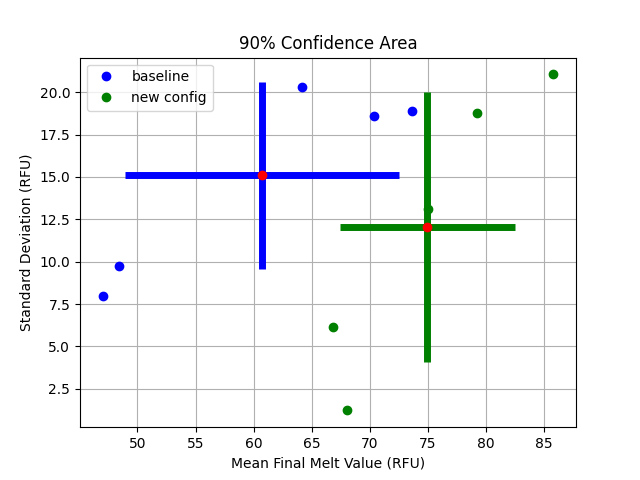 90% Confidence Area
baseline
new config
Standard Deviation (RFU)
20.0
17.5
15.0
12.5
10.0
7.5
5.0
2.5
50 55 60 65 70 75 80 85
Mean Final Melt Value (RFU)